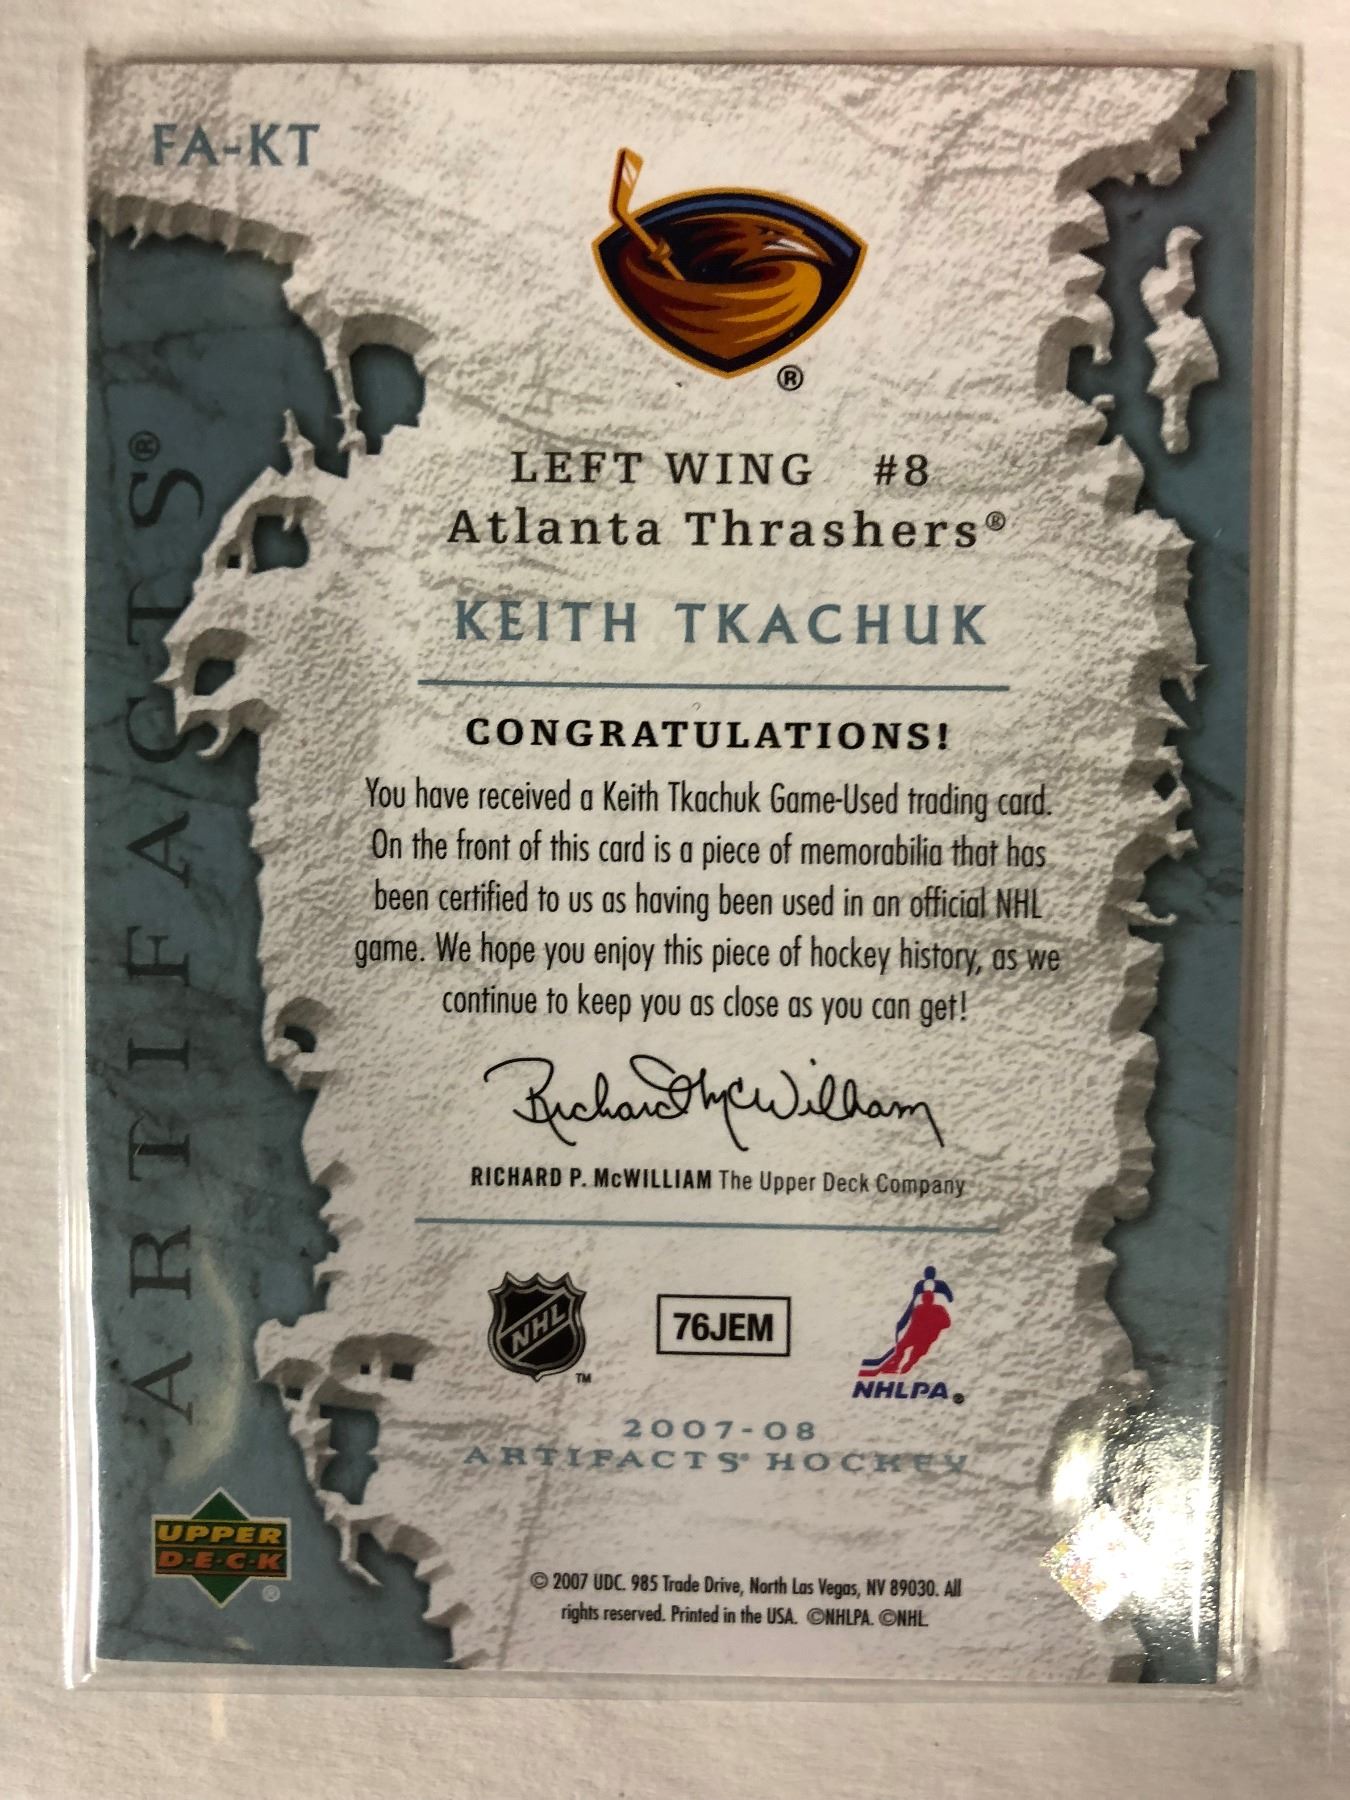 FA-KT
®
LEFT WING #8
Atlanta Thrashers®
KEITH TKACHUK
CONGRATULATIONS!
You have received a Keith Tkachuk Game-Used trading card.
On the front of this card is a piece of memorabilia that has
been certified to us as having been used in an official NHL
game. We hope you enjoy this piece of hockey history, as we
continue to keep you as close as you can get!
Richard McWilliam
RICHARD P. McWILLIAM The Upper Deck Company
NHL
TM
76JEM
NHLPA®
2007-08
ARTIFACTS® HOCKEY
© 2007 UDC. 985 Trade Drive, North Las Vegas, NV 89030. All
rights reserved. Printed in the USA. ©NHLPA. ©NHL
ARTIFACTS®
UPPER
D·E·C·K
®